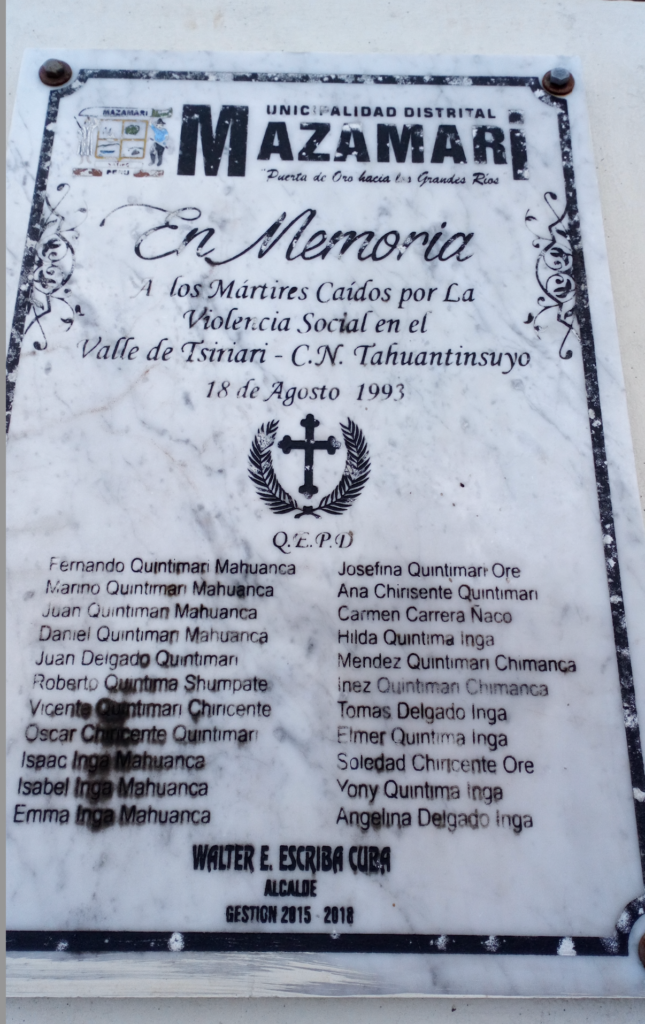 MAZAMARI
PERÚ
UNICIPALIDAD DISTRITAL
MAZAMARI
"Puerta de Oro hacia los Grandes Ríos
En Memoria
A los Mártires Caídos por La
Violencia Social en el
Valle de Tsiriari - C.N. Tahuantinsuyo
18 de Agosto 1993
Q.E.P.D
Fernando Quintimari Mahuanca
Marino Quintimari Mahuanca
Juan Quintimari Mahuanca
Daniel Quintimari Mahuanca
Juan Delgado Quintimari
Roberto Quintima Shumpate
Vicente Quintimari Chiricente
Oscar Chiricente Quintimari
Isaac Inga Mahuanca
Isabel Inga Mahuanca
Emma Inga Mahuanca
Josefina Quintimari Ore
Ana Chirisente Quintimari
Carmen Carrera Ñaco
Hilda Quintima Inga
Mendez Quintimari Chimanca
Inez Quintimari Chimanca
Tomas Delgado Inga
Elmer Quintima Inga
Soledad Chiricente Ore
Yony Quintima Inga
Angelina Delgado Inga
WALTER E. ESCRIBA CUBA
ALCALDE
GESTION 2015 - 2018